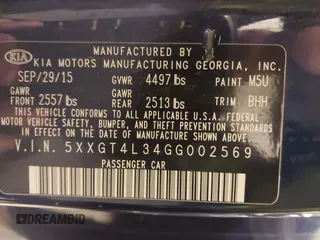 MANUFACTURED BY
KIA KIA MOTORS MANUFACTURING GEORGIA, INC.
SEP/29/15 GVWR 4497 lbs PAINT M5U
GAWR GAWR
FRONT 2557 lbs REAR 2513 lbs TRIM BHH
THIS VEHICLE CONFORMS TO ALL APPLICABLE FEDERAL MOTOR
VEHICLE SAFETY, BUMPER, AND THEFT PREVENTION STANDARDS
IN EFFECT ON THE DATE OF MANUFACTURE SHOWN ABOVE.
V.I.N. 5XXGT4L34GG002569
PASSENGER CAR
DREAMBID